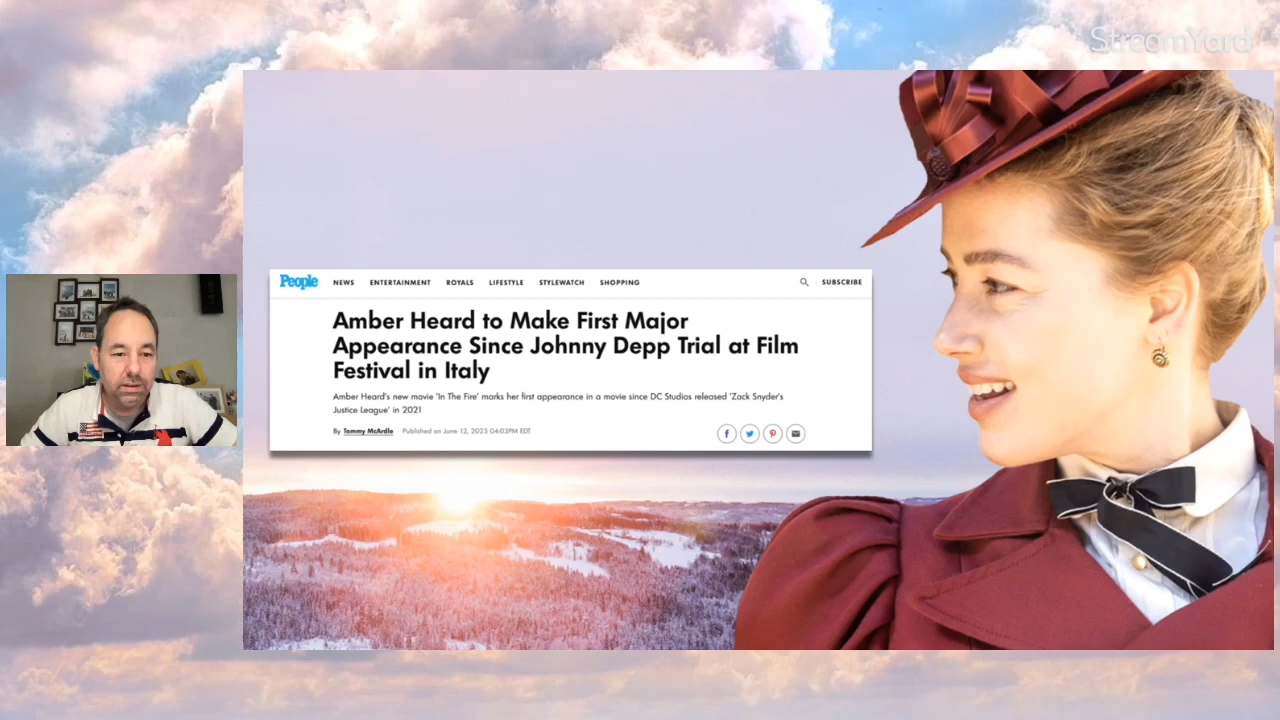 StreamYard
People NEWS ENTERTAINMENT ROYALS LIFESTYLE STYLEWATCH SHOPPING SUBSCRIBE
Amber Heard to Make First Major
Appearance Since Johnny Depp Trial at Film
Festival in Italy
Amber Heard's new movie 'In The Fire' marks her first appearance in a movie since DC Studios released 'Zack Snyder's
Justice League' in 2021
By Tommy McArdle Published on June 12, 2023 04:03PM EDT